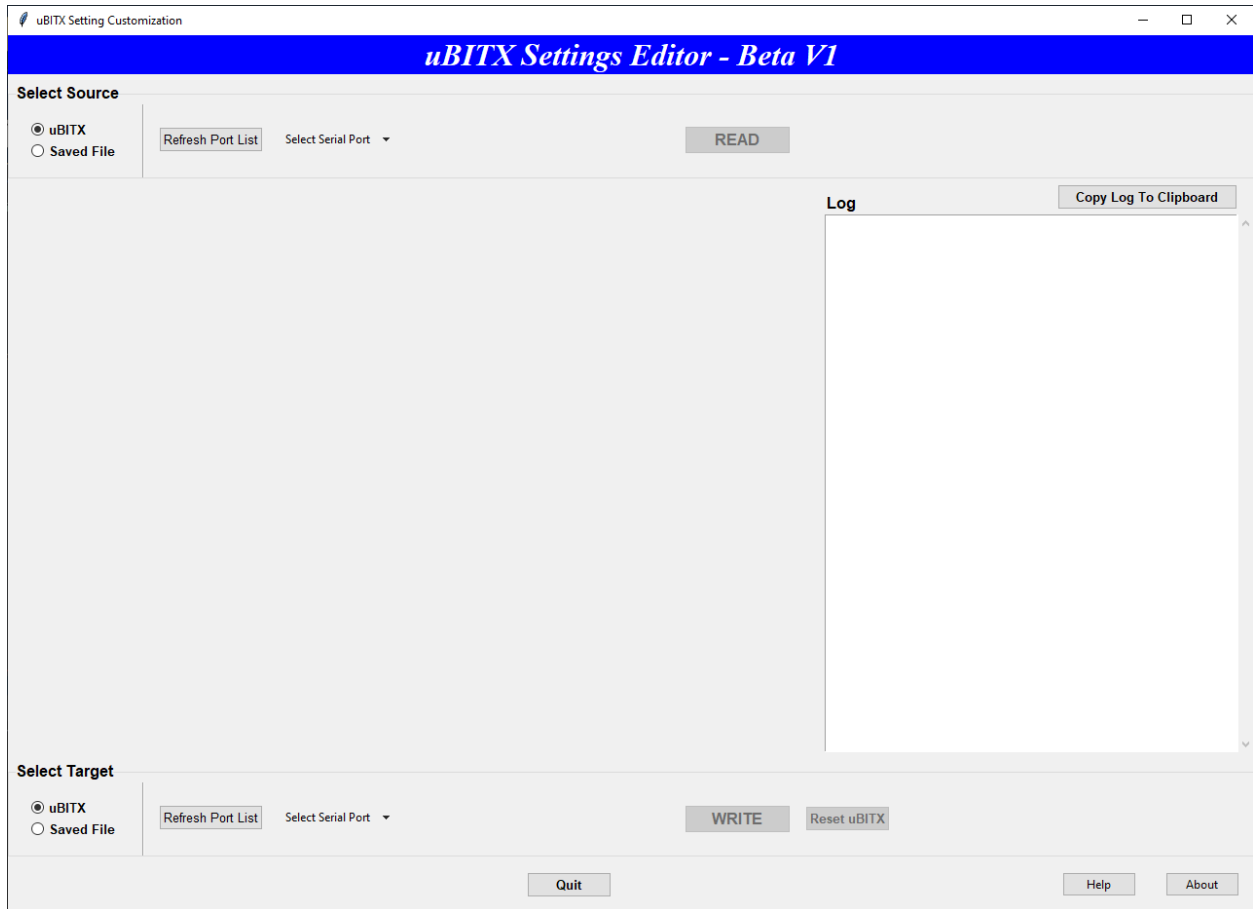 uBITX Setting Customization
uBITX Settings Editor - Beta V1
Select Source
uBITX
Saved File
Refresh Port List
Select Serial Port
READ
Log
Copy Log To Clipboard
Select Target
uBITX
Saved File
Refresh Port List
Select Serial Port
WRITE
Reset uBITX
Quit
Help
About